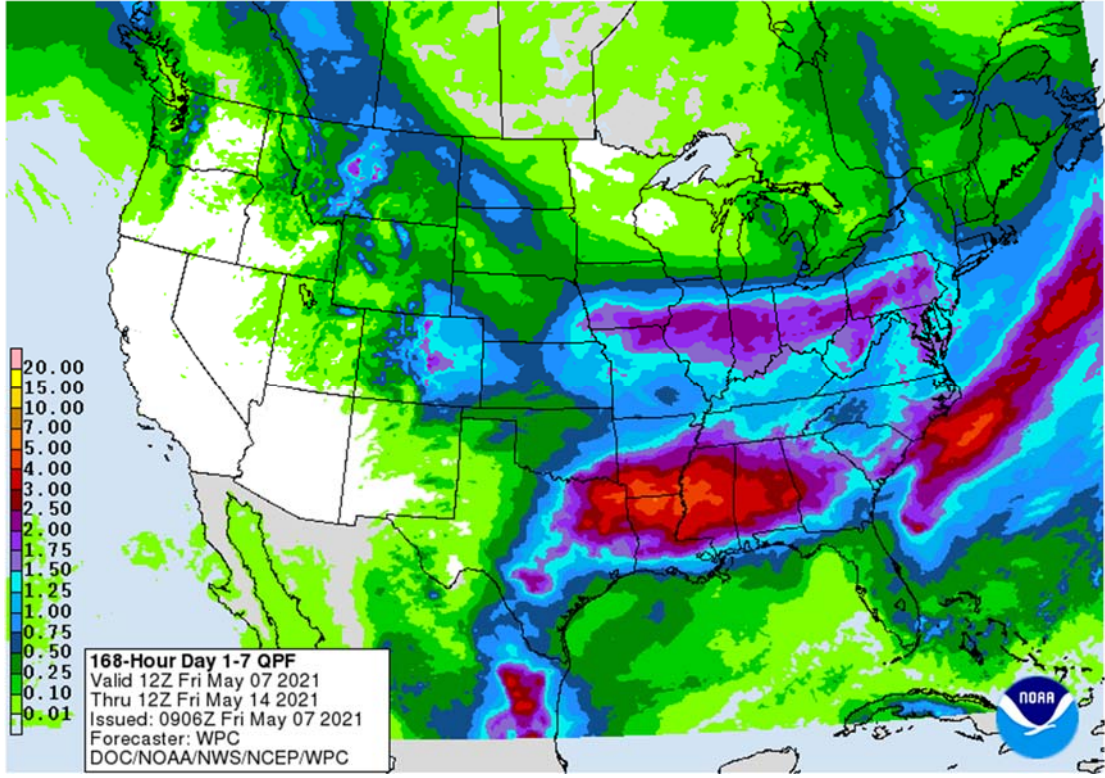 20.00
15.00
10.00
7.00
5.00
4.00
3.00
2.50
2.00
1.75
1.50
1.25
1.00
0.75
0.50
0.25
0.10
0.01
168-Hour Day 1-7 QPF
Valid 12Z Fri May 07 2021
Thru 12Z Fri May 14 2021
Issued: 0906Z Fri May 07 2021
Forecaster: WPC
DOC/NOAA/NWS/NCEP/WPC
NOAA